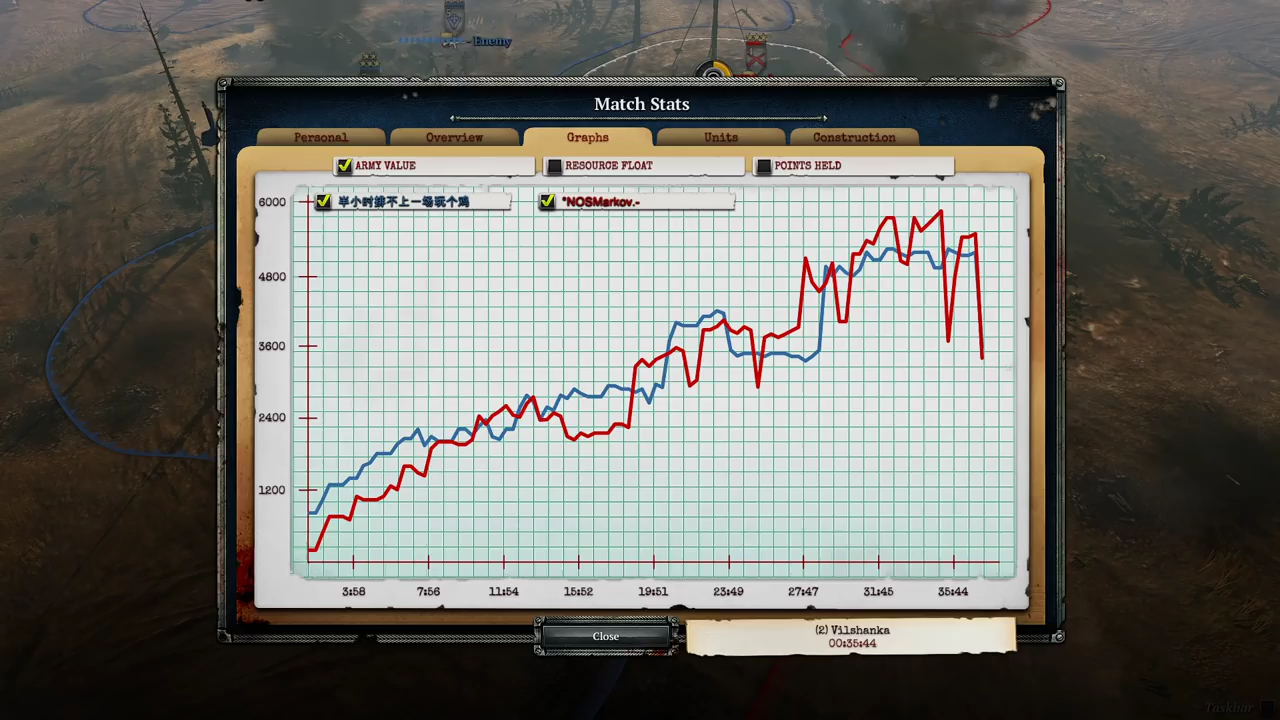 - Enemy
Match Stats
Personal
Overview
Graphs
Units
Construction
ARMY VALUE
RESOURCE FLOAT
POINTS HELD
半小时排不上一场玩个鸡
*NOSMarkov.-
6000
4800
3600
2400
1200
3:58
7:56
11:54
15:52
19:51
23:49
27:47
31:45
35:44
Close
(2) Vilshanka
00:35:44
Taskbar